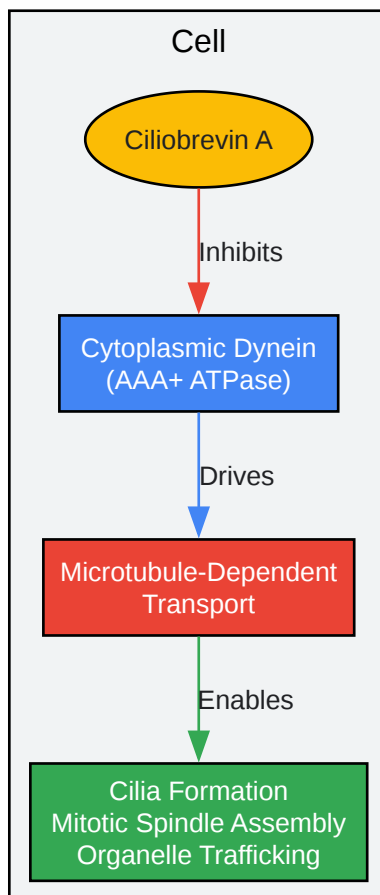 Cell
Ciliobrevin A
Inhibits
Cytoplasmic Dynein
(AAA+ ATPase)
Drives
Microtubule-Dependent
Transport
Enables
Cilia Formation
Mitotic Spindle Assembly
Organelle Trafficking